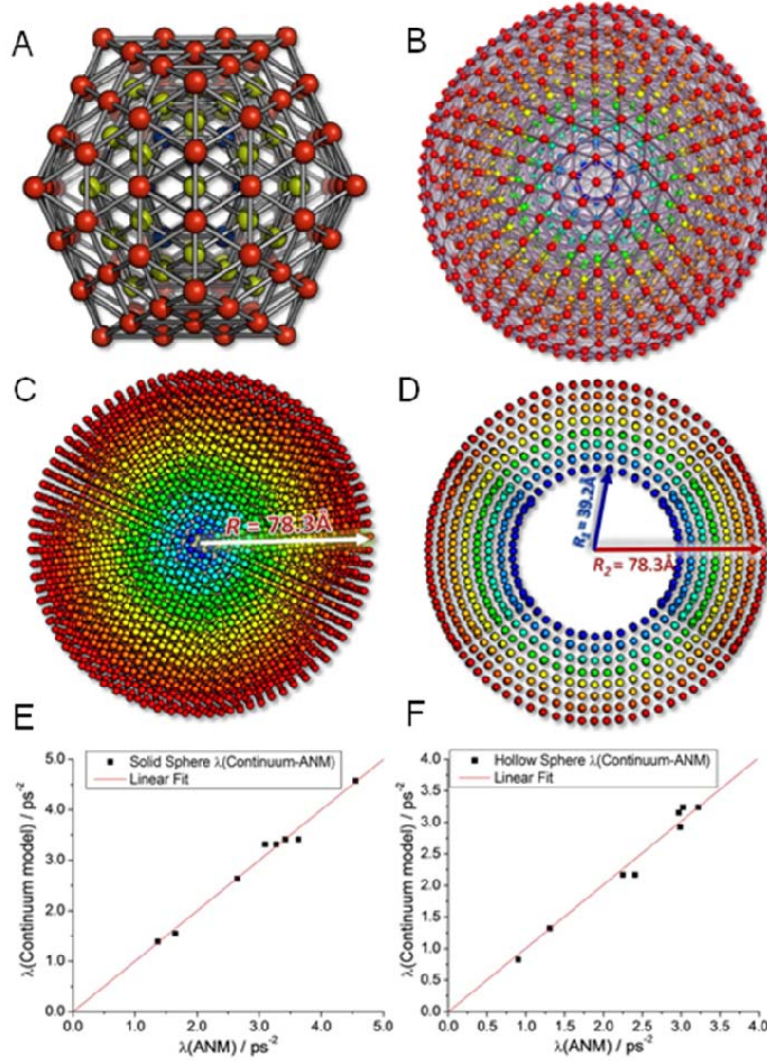 A
B
C
R = 78.3Å
D
R₂ = 39.2Å
R₂ = 78.3Å
E
5.0
4.0
3.0
2.0
1.0
0.0
λ(Continuum model) / ps⁻²
■ Solid Sphere λ(Continuum-ANM)
Linear Fit
0.0 1.0 2.0 3.0 4.0 5.0
λ(ANM) / ps⁻²
F
4.0
3.5
3.0
2.5
2.0
1.5
1.0
0.5
0.0
λ(Continuum model) / ps⁻²
■ Hollow Sphere λ(Continuum-ANM)
Linear Fit
0.0 0.5 1.0 1.5 2.0 2.5 3.0 3.5 4.0
λ(ANM) / ps⁻²